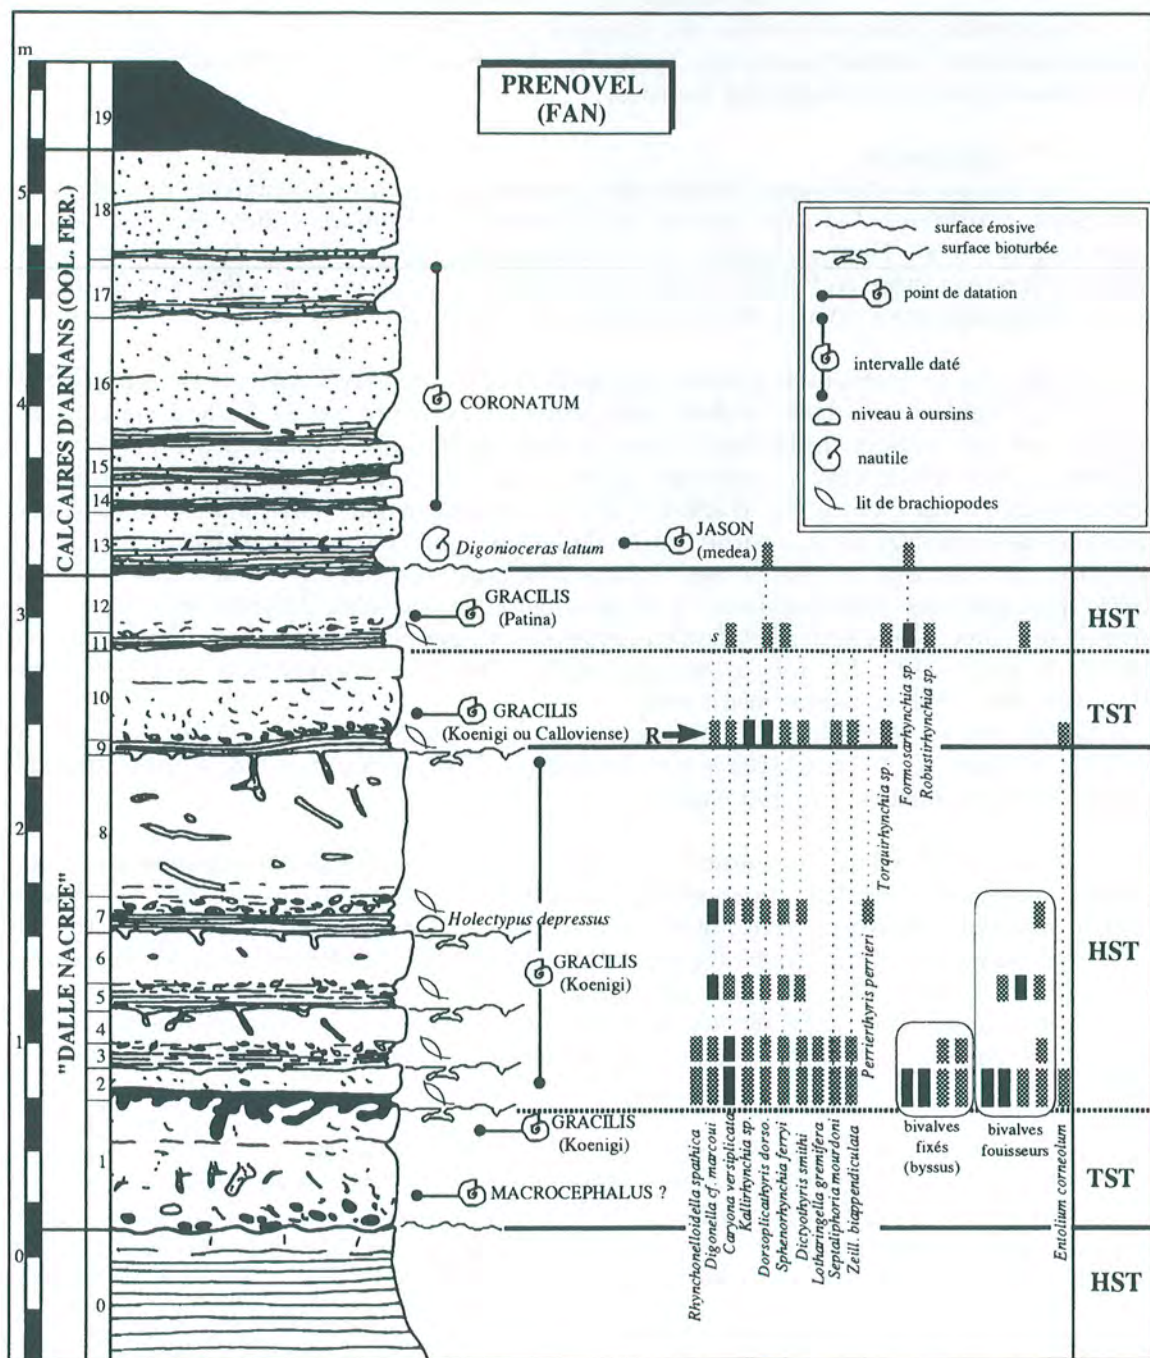 m
PRENOVEL
(FAN)
surface érosive
surface bioturbée
point de datation
intervalle daté
niveau à oursins
nautile
lit de brachiopodes
5
4
3
2
1
0
CALCAIRES D'ARNANS (OOL. FER.)
"DALLE NACREE"
19
18
17
16
15
14
13
12
11
10
9
8
7
6
5
4
3
2
1
0
CORONATUM
JASON
(medea)
Digonioceras latum
GRACILIS
(Patina)
s
HST
GRACILIS
(Koenigi ou Calloviense)
R
TST
Holectypus depressus
GRACILIS
(Koenigi)
HST
GRACILIS
(Koenigi)
MACROCEPHALUS ?
TST
HST
Rhynchonelloidella spathica
Digonella cf. marcoui
Caryona versiplicata
Kallirhynchia sp.
Dorsoplicathyris dorso.
Sphenorhynchia ferryi
Dictyothyris smithi
Lotharingella gremifera
Septaliphoria mourdoni
Zeill. biappendiculata
Perrierthyris perrieri
Torquirhynchia sp.
Formosarhynchia sp.
Robustirhynchia sp.
bivalves
fixés
(byssus)
bivalves
fouisseurs
Entolium corneolum